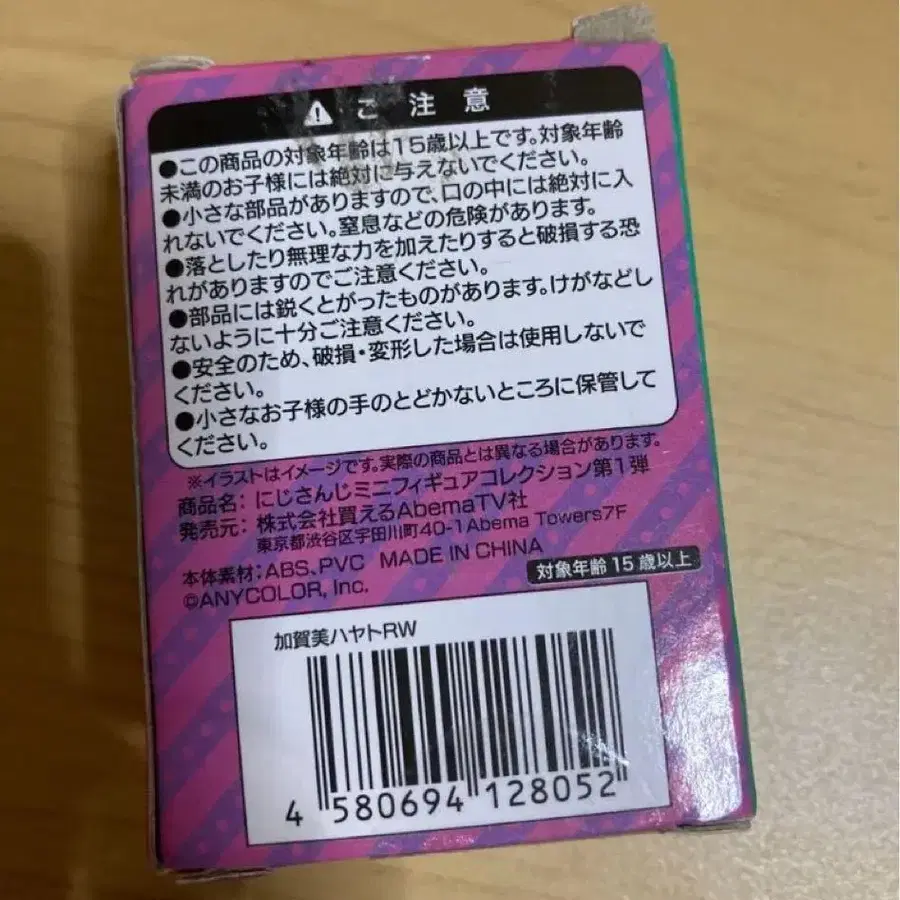 ご注意
●この商品の対象年齢は15歳以上です。対象年齢
未満のお子様には絶対に与えないでください。
●小さな部品がありますので、口の中には絶対に入
れないでください。窒息などの危険があります。
●落としたり無理な力を加えたりすると破損する恐
れがありますのでご注意ください。
●部品には鋭くとがったものがあります。けがなどし
ないように十分ご注意ください。
●安全のため、破損・変形した場合は使用しないで
ください。
●小さなお子様の手のとどかないところに保管して
ください。
※イラストはイメージです。実際の商品とは異なる場合があります。
商品名：にじさんじミニフィギュアコレクション第1弾
発売元：株式会社買えるAbemaTV社
東京都渋谷区宇田川町40-1Abema Towers7F
本体素材：ABS、PVC MADE IN CHINA
対象年齢15歳以上
©ANYCOLOR, Inc.
加賀美ハヤトRW
4 580694 128052